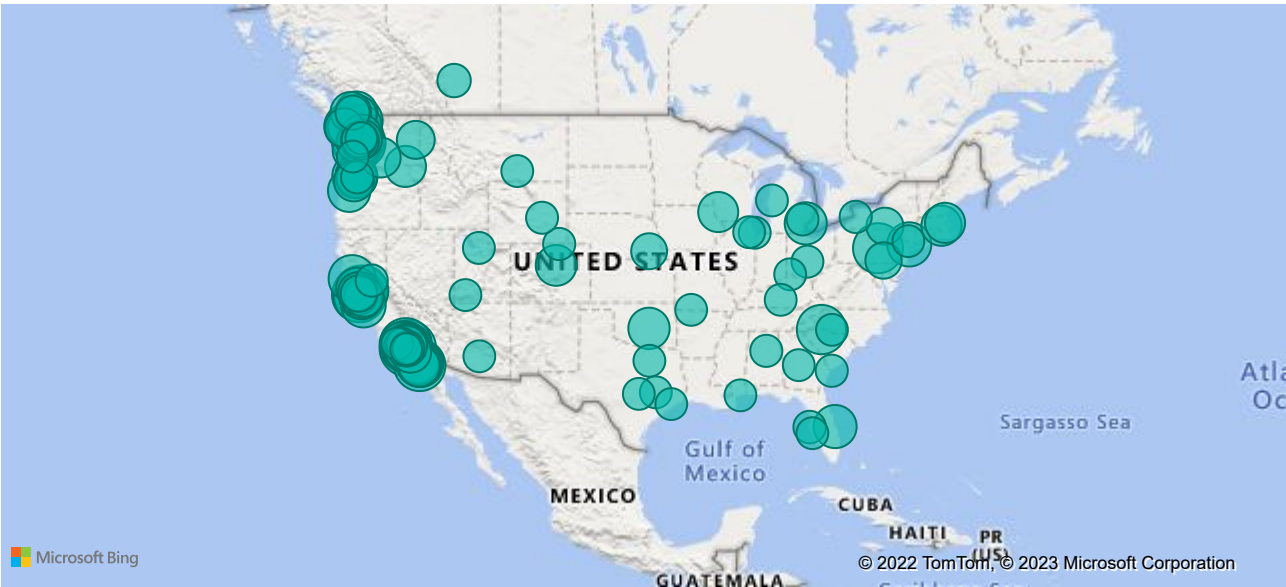 UNITED STATES
Atla
Oc
Sargasso Sea
Gulf of
Mexico
MEXICO
CUBA
HAITI
PR
(US)
Microsoft Bing
© 2022 TomTom, © 2023 Microsoft Corporation
GUATEMALA